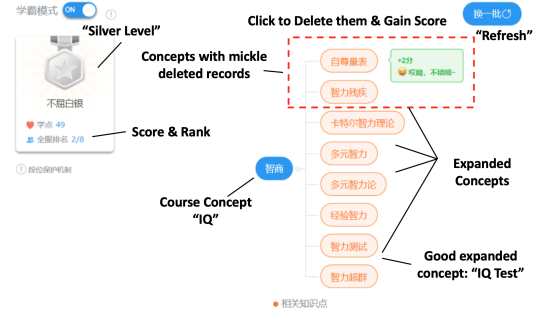 学霸模式 ON
Click to Delete them & Gain Score
换一批
“Silver Level”
“Refresh”
Concepts with mickle
deleted records
自尊量表
+2分
哎呦，不错哦~
智力残疾
不屈白银
学点 49
全服排名 2/8
Score & Rank
卡特尔智力理论
多元智力
段位保护机制
智商
Expanded
Concepts
多元智力论
Course Concept
“IQ”
经验智力
智力测试
Good expanded
concept: “IQ Test”
智力超群
相关知识点